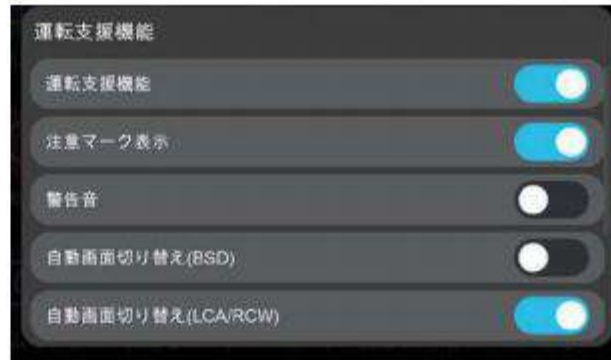 運転支援機能
運転支援機能
注意マーク表示
警告音
自動画面切り替え(BSD)
自動画面切り替え(LCA/RCW)